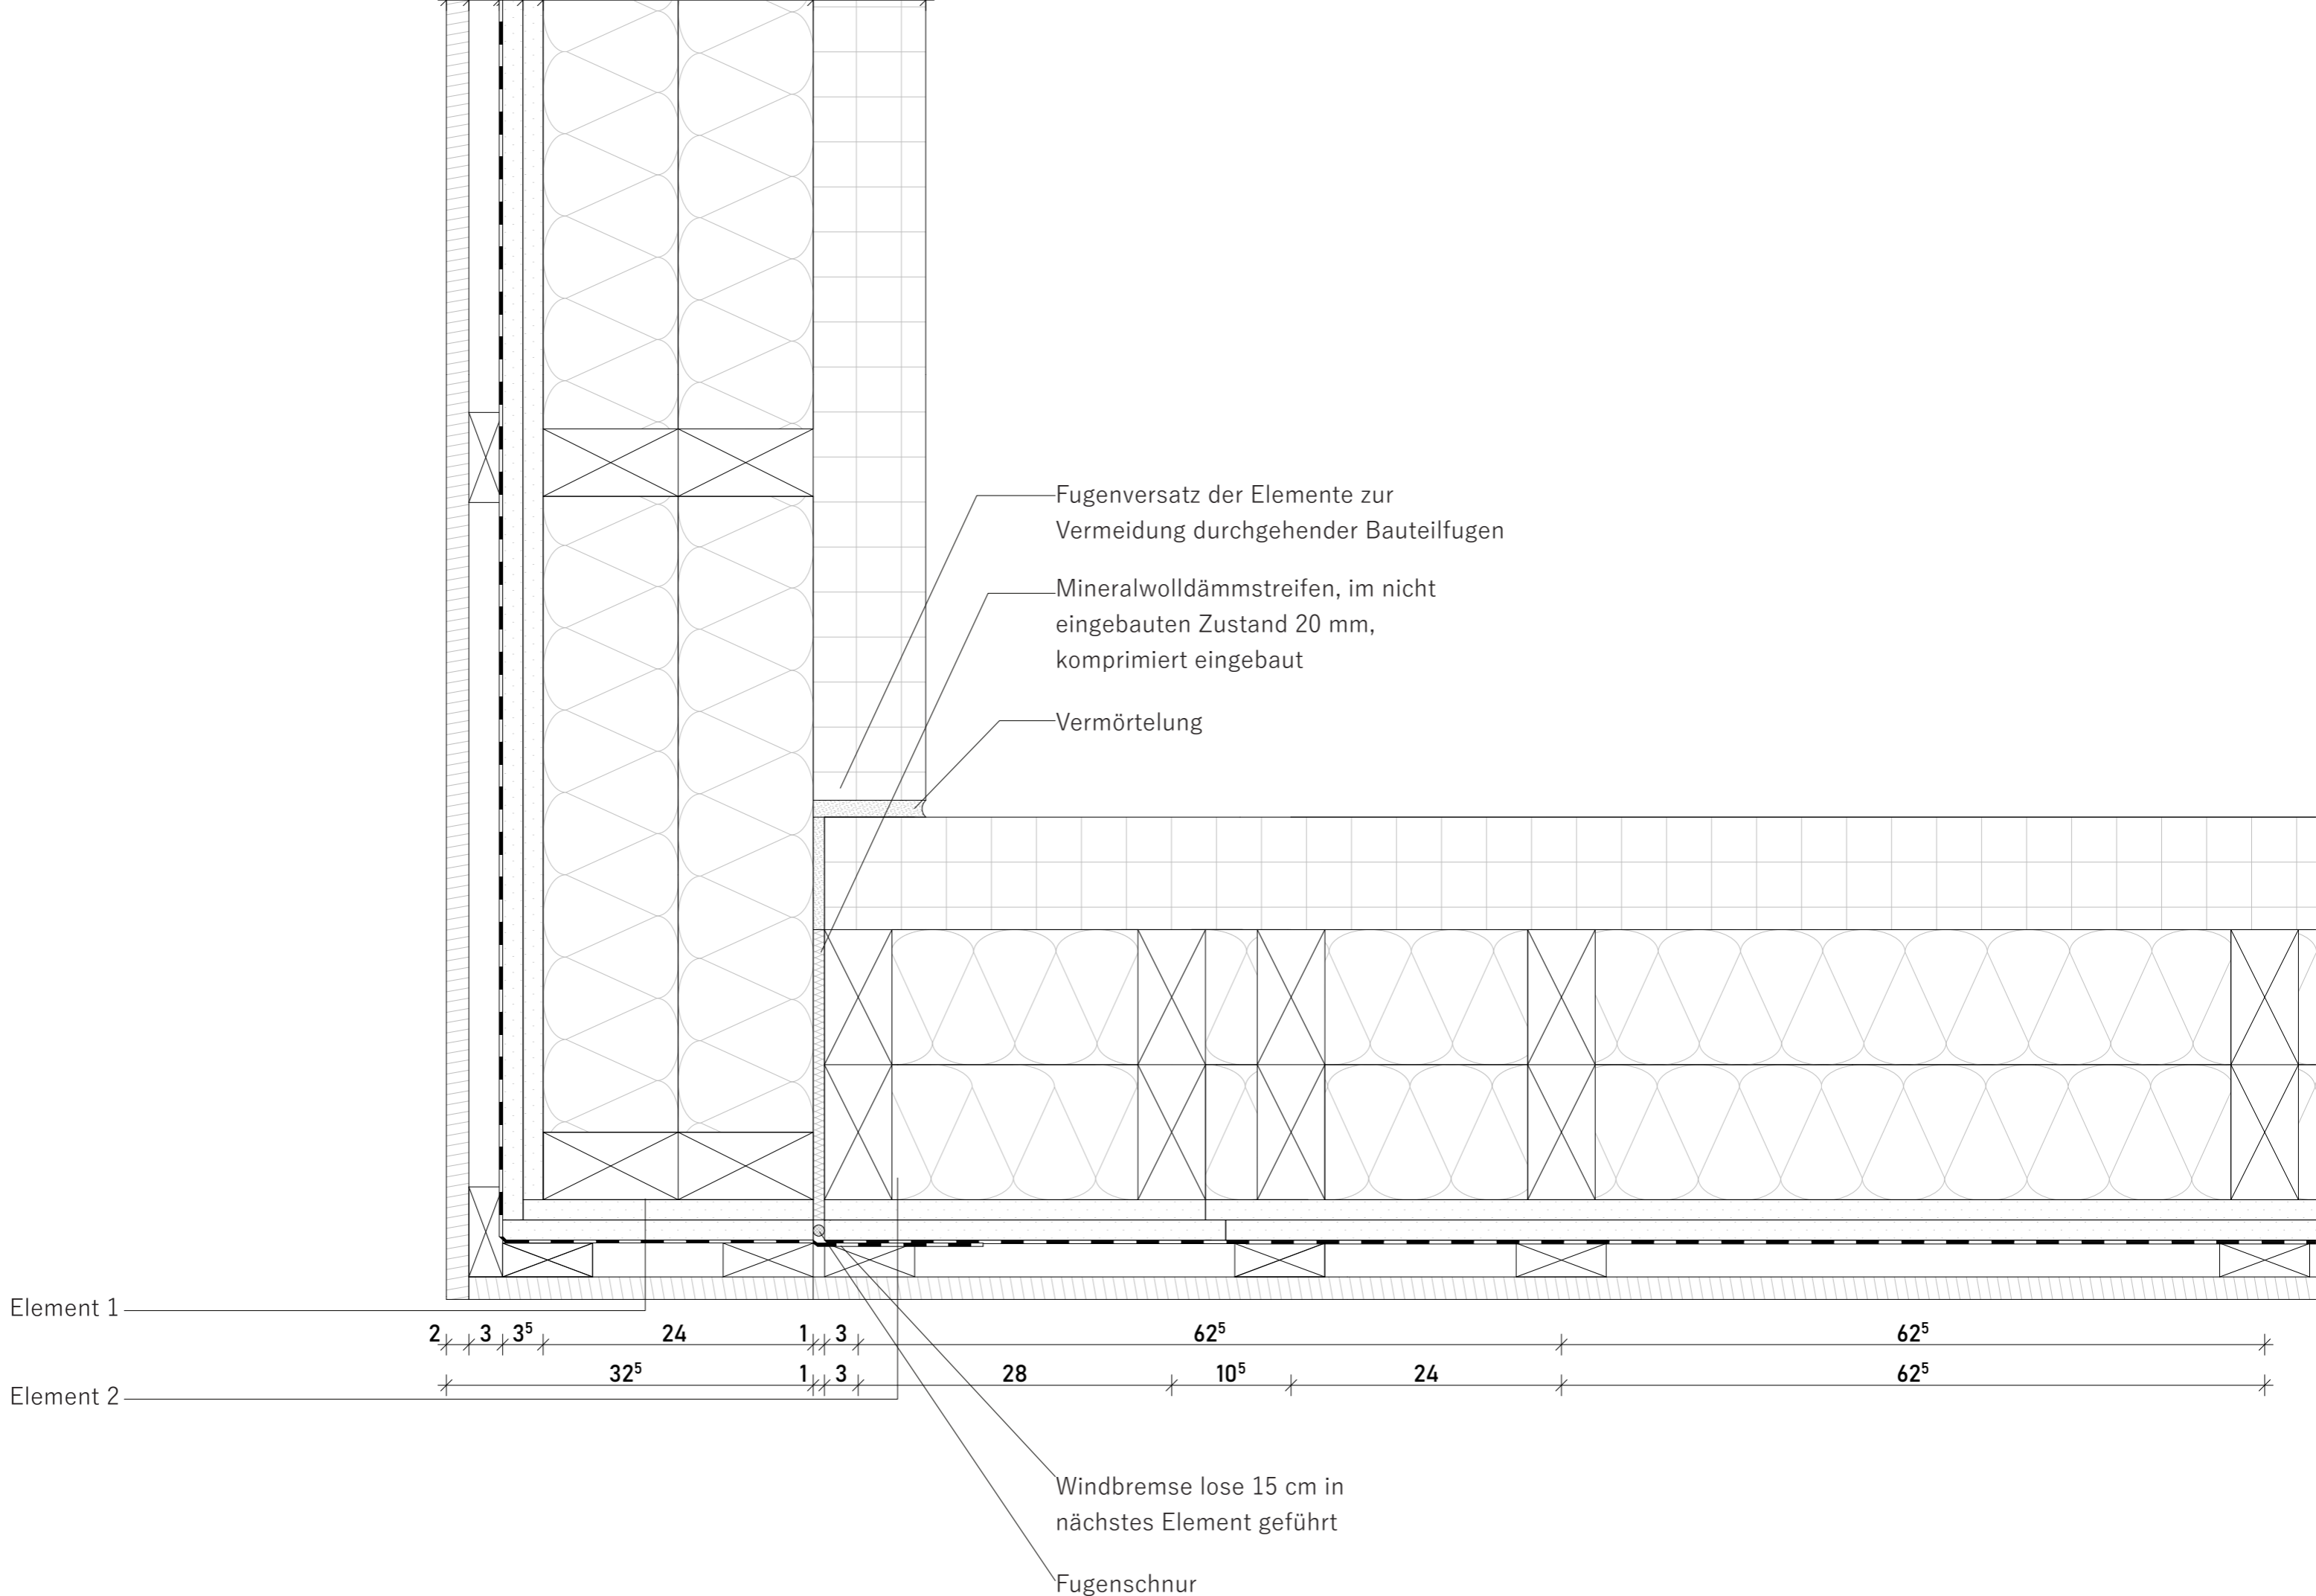 Fugenversatz der Elemente zur
Vermeidung durchgehender Bauteilfugen
Mineralwolldämmstreifen, im nicht
eingebauten Zustand 20 mm,
komprimiert eingebaut
Vermörtelung
Element 1
2 3 3⁵ 24 1 3 62⁵ 62⁵
32⁵ 1 3 28 10⁵ 24 62⁵
Element 2
Windbremse lose 15 cm in
nächstes Element geführt
Fugenschnur